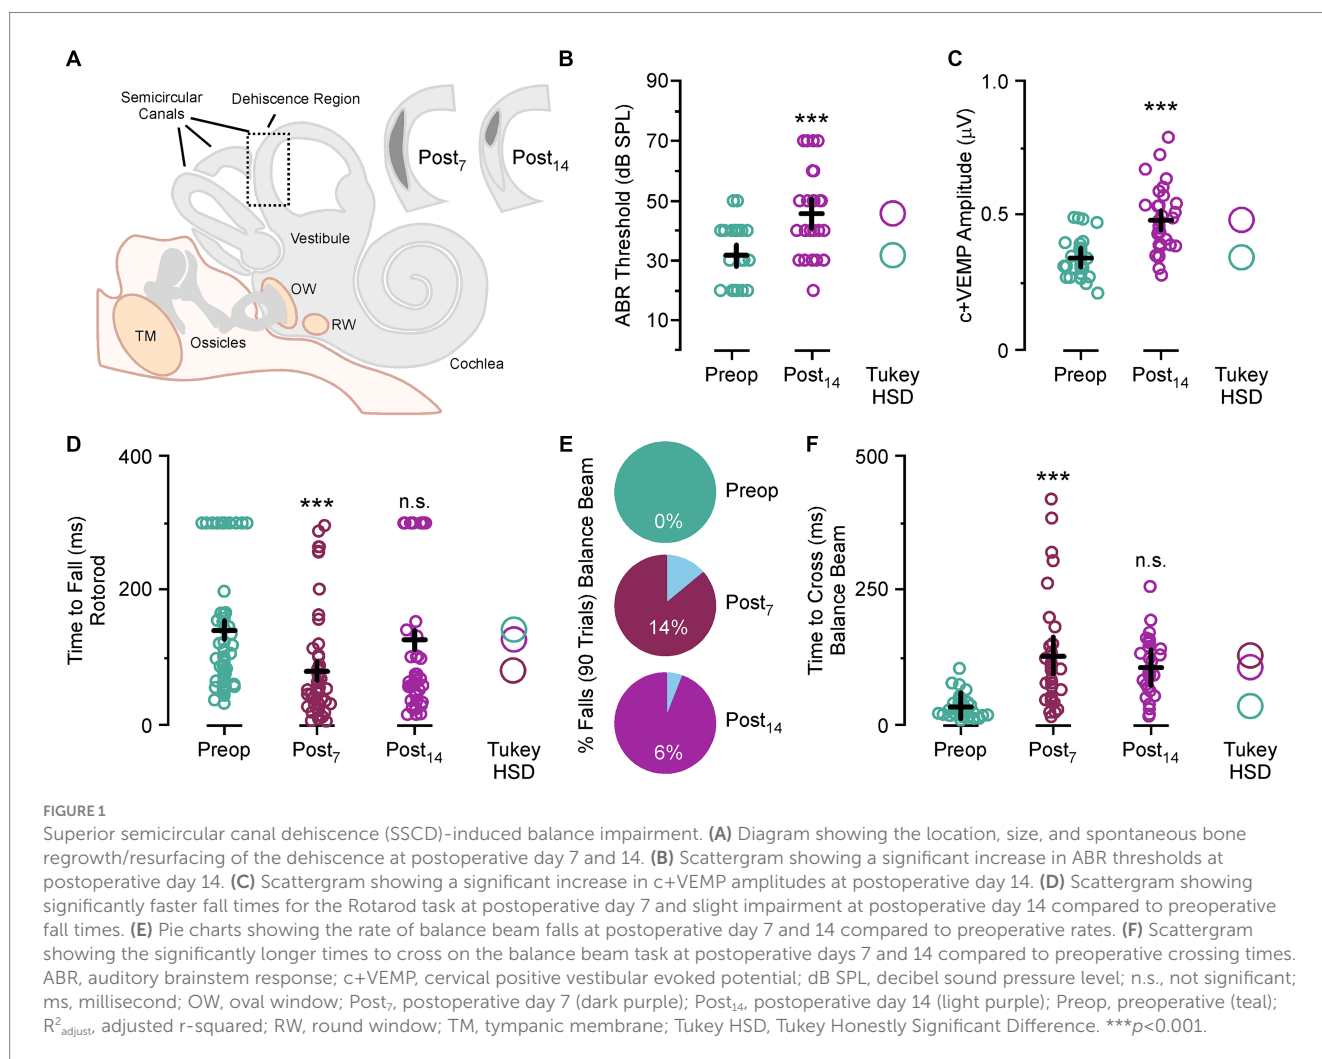 A
Semicircular
Canals
Dehiscence Region
Post7
Post14
Vestibule
OW
RW
TM
Ossicles
Cochlea
B
ABR Threshold (dB SPL)
90
70
50
30
10
***
Preop
Post14
Tukey
HSD
C
c+VEMP Amplitude (μV)
1.0
0.5
0
***
Preop
Post14
Tukey
HSD
D
Time to Fall (ms)
Rotorod
400
200
0
***
n.s.
Preop
Post7
Post14
Tukey
HSD
E
% Falls (90 Trials) Balance Beam
0%
Preop
14%
Post7
6%
Post14
F
Time to Cross (ms)
Balance Beam
500
250
0
***
n.s.
Preop
Post7
Post14
Tukey
HSD
FIGURE 1
Superior semicircular canal dehiscence (SSCD)-induced balance impairment. (A) Diagram showing the location, size, and spontaneous bone
regrowth/resurfacing of the dehiscence at postoperative day 7 and 14. (B) Scattergram showing a significant increase in ABR thresholds at
postoperative day 14. (C) Scattergram showing a significant increase in c+VEMP amplitudes at postoperative day 14. (D) Scattergram showing
significantly faster fall times for the Rotarod task at postoperative day 7 and slight impairment at postoperative day 14 compared to preoperative
fall times. (E) Pie charts showing the rate of balance beam falls at postoperative day 7 and 14 compared to preoperative rates. (F) Scattergram
showing the significantly longer times to cross on the balance beam task at postoperative days 7 and 14 compared to preoperative crossing times.
ABR, auditory brainstem response; c+VEMP, cervical positive vestibular evoked potential; dB SPL, decibel sound pressure level; n.s., not significant;
ms, millisecond; OW, oval window; Post7, postoperative day 7 (dark purple); Post14, postoperative day 14 (light purple); Preop, preoperative (teal);
R2adjust, adjusted r-squared; RW, round window; TM, tympanic membrane; Tukey HSD, Tukey Honestly Significant Difference. ***p<0.001.